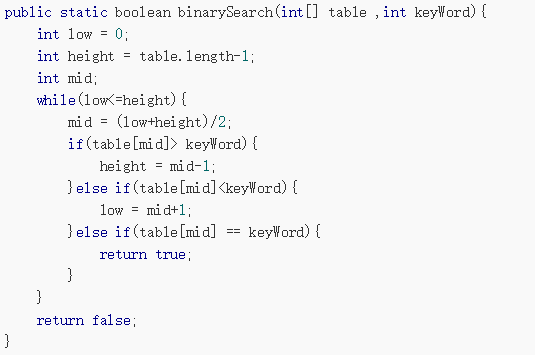 public static boolean binarySearch(int[] table ,int keyWord){
    int low = 0;
    int height = table.length-1;
    int mid;
    while(low<=height){
        mid = (low+height)/2;
        if(table[mid]> keyWord){
            height = mid-1;
        }else if(table[mid]<keyWord){
            low = mid+1;
        }else if(table[mid] == keyWord){
            return true;
        }
    }
    return false;
}